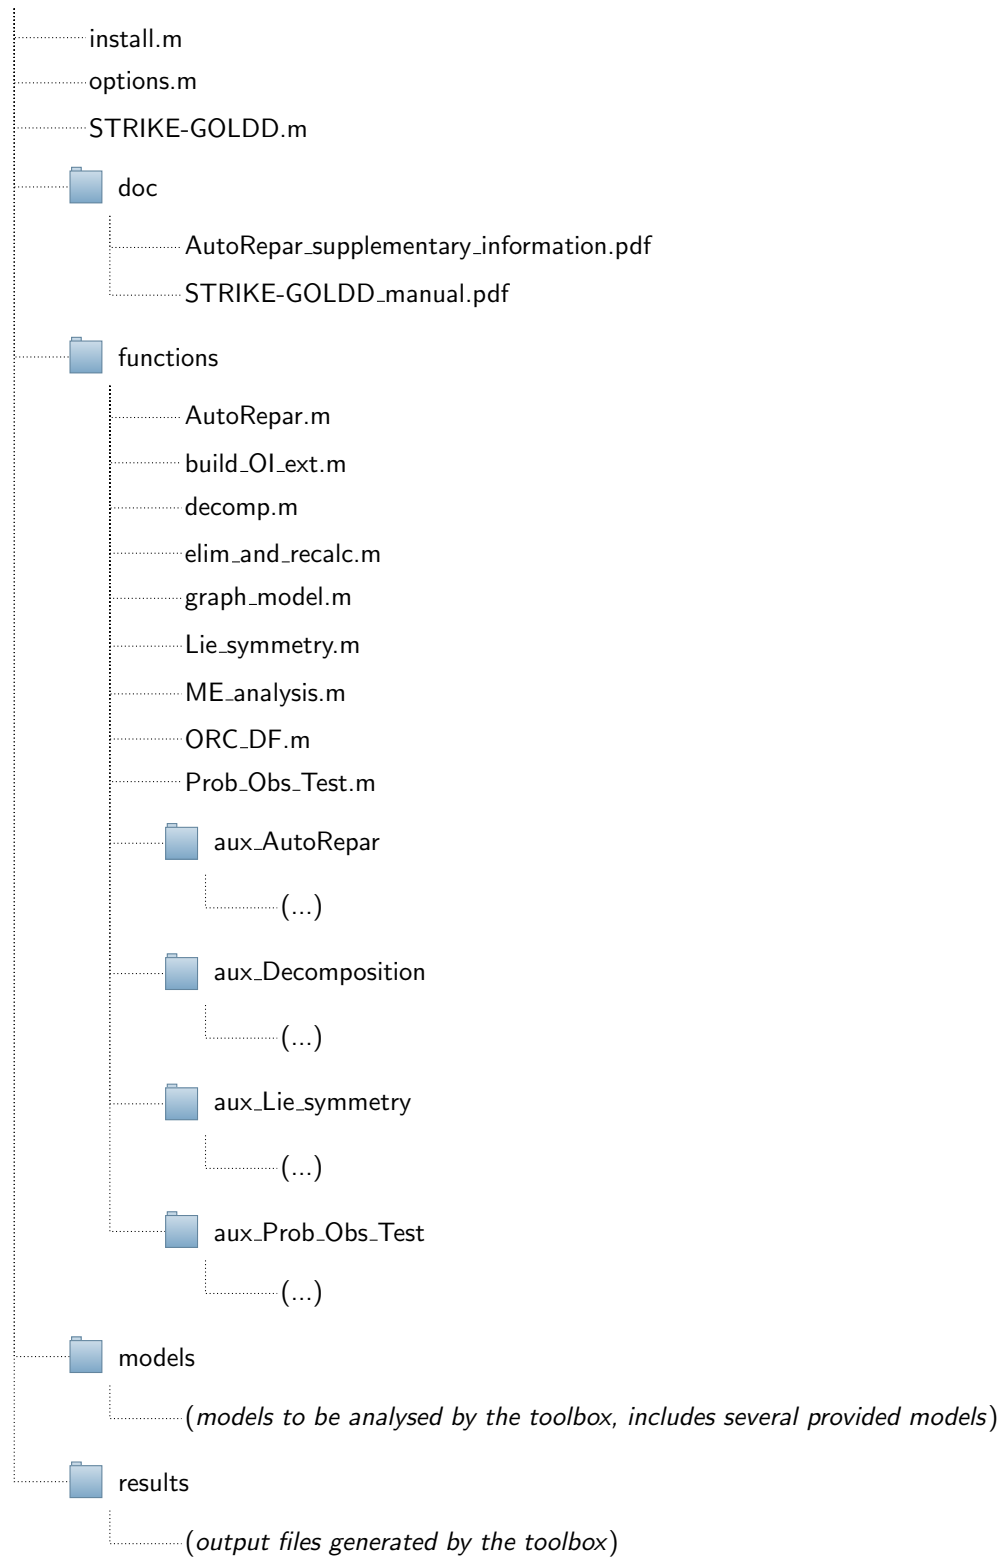 install.m
options.m
STRIKE-GOLDD.m
doc
AutoRepar_supplementary_information.pdf
STRIKE-GOLDD_manual.pdf
functions
AutoRepar.m
build_OI_ext.m
decomp.m
elim_and_recalc.m
graph_model.m
Lie_symmetry.m
ME_analysis.m
ORC_DF.m
Prob_Obs_Test.m
aux_AutoRepar
(...)
aux_Decomposition
(...)
aux_Lie_symmetry
(...)
aux_Prob_Obs_Test
(...)
models
(models to be analysed by the toolbox, includes several provided models)
results
(output files generated by the toolbox)